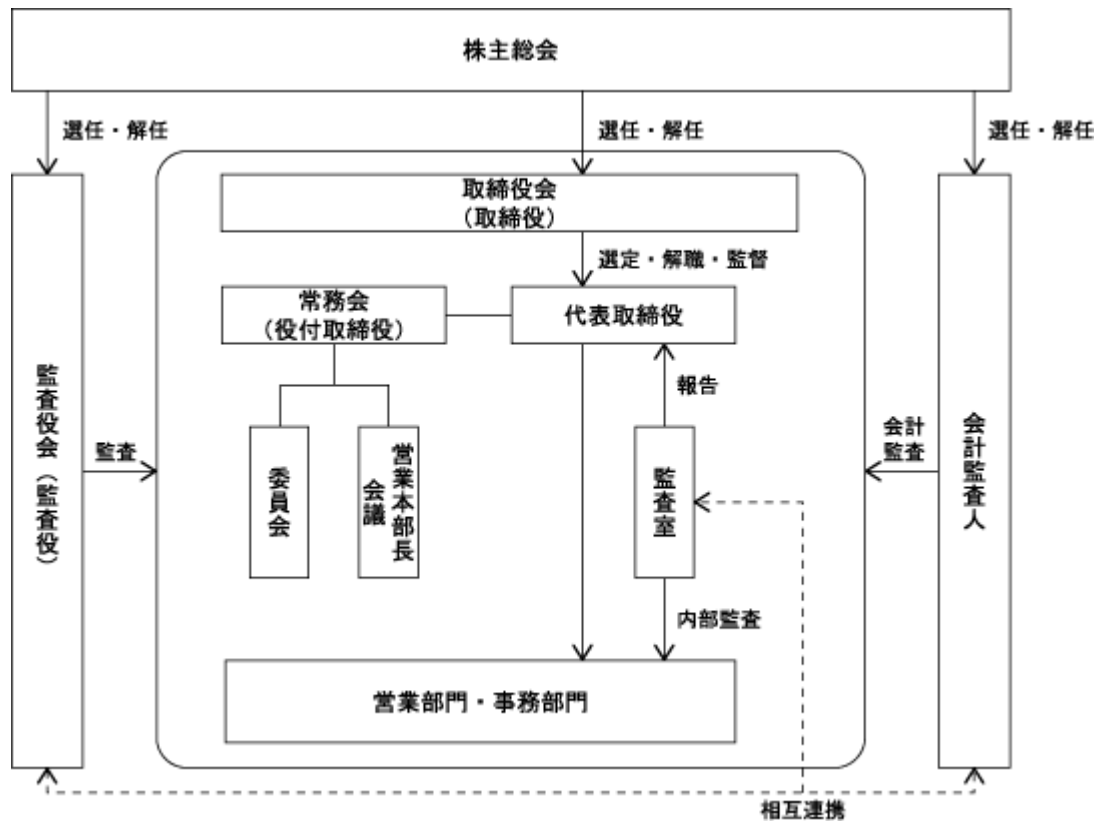 株主総会
選任・解任
選任・解任
選任・解任
取締役会
（取締役）
選定・解職・監督
常務会
（役付取締役）
代表取締役
報告
監査役会（監査役）
監査
委員会
営業本部長
会議
監査室
会計
監査
会計監査人
内部監査
営業部門・事務部門
相互連携